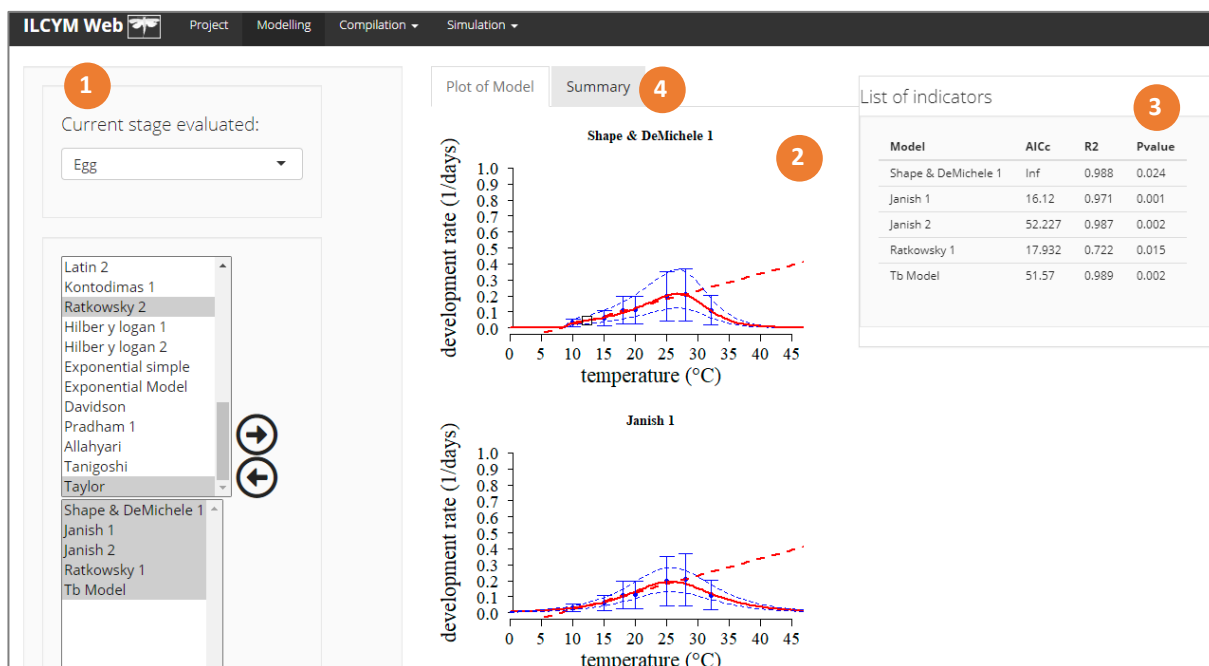 ILCYM Web Project Modelling Compilation Simulation
1
Current stage evaluated:
Egg
Latin 2
Kontodimas 1
Ratkowsky 2
Hilber y logan 1
Hilber y logan 2
Exponential simple
Exponential Model
Davidson
Pradham 1
Allahyari
Tanigoshi
Taylor
Shape & DeMichele 1
Janish 1
Janish 2
Ratkowsky 1
Tb Model
Plot of Model Summary 4
2
Shape & DeMichele 1
development rate (1/days)
1.0
0.9
0.8
0.7
0.6
0.5
0.4
0.3
0.2
0.1
0.0
0 5 10 15 20 25 30 35 40 45
temperature (°C)
Janish 1
development rate (1/days)
1.0
0.9
0.8
0.7
0.6
0.5
0.4
0.3
0.2
0.1
0.0
0 5 10 15 20 25 30 35 40 45
temperature (°C)
List of indicators
3
Model AICc R2 Pvalue
Shape & DeMichele 1 Inf 0.988 0.024
Janish 1 16.12 0.971 0.001
Janish 2 52.227 0.987 0.002
Ratkowsky 1 17.932 0.722 0.015
Tb Model 51.57 0.989 0.002